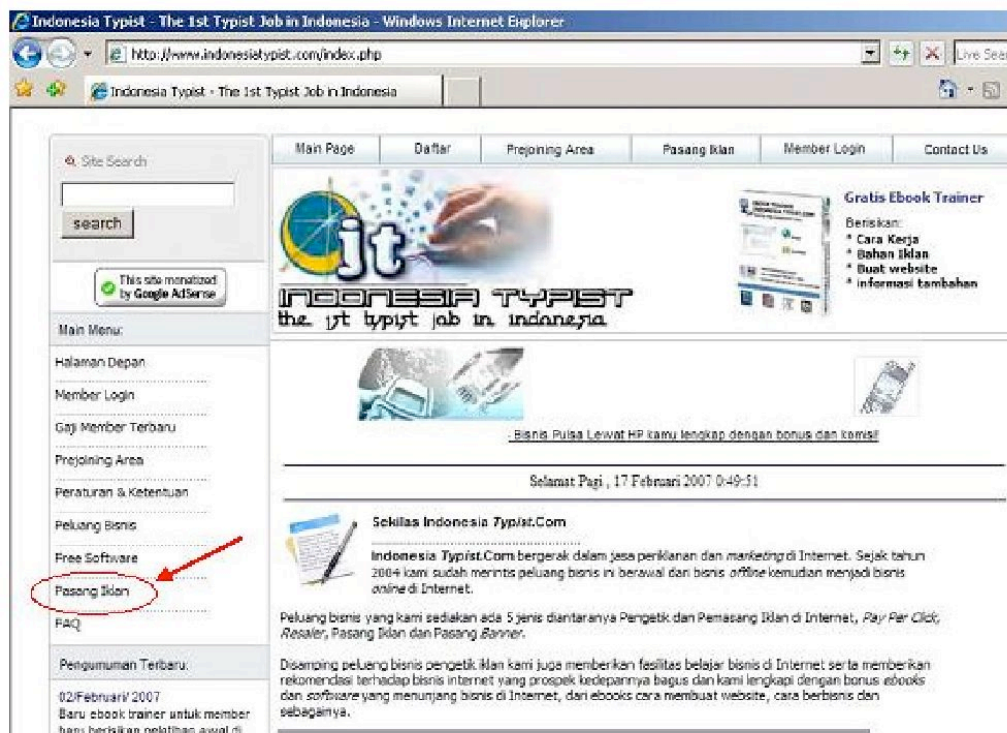 Indonesia Typist - The 1st Typist Job in Indonesia - Windows Internet Explorer
http://www.indonesiatypist.com/index.php
Live Sea
Indonesia Typist - The 1st Typist Job in Indonesia
Site Search
search
This site monetized
by Google AdSense
Main Menu:
Halaman Depan
Member Login
Gaji Member Terbaru
Prejoining Area
Peraturan & Ketentuan
Peluang Bisnis
Free Software
Pasang Iklan
FAQ
Pengumuman Terbaru:
02/Februari/ 2007
Baru ebook trainer untuk member
baru berisikan pelatihan awal di
Main Page
Daftar
Prejoining Area
Pasang Iklan
Member Login
Contact Us
ijt
INDONESIA TYPIST
the 1st typist job in indonesia
Gratis Ebook Trainer
Berisikan:
* Cara Kerja
* Bahan Iklan
* Buat website
* informasi tambahan
Bisnis Pulsa Lewat HP kamu lengkap dengan bonus dan komisi!
Selamat Pagi , 17 Februari 2007 0:49:51
Sekilas Indonesia Typist.Com
Indonesia Typist.Com bergerak dalam jasa periklanan dan marketing di Internet. Sejak tahun
2004 kami sudah merintis peluang bisnis ini berawal dari bisnis offline kemudian menjadi bisnis
online di Internet.
Peluang bisnis yang kami sediakan ada 5 jenis diantaranya Pengetik dan Pemasang Iklan di Internet, Pay Per Click,
Resaler, Pasang Iklan dan Pasang Banner.
Disamping peluang bisnis pengetik iklan kami juga memberikan fasilitas belajar bisnis di Internet serta memberikan
rekomendasi terhadap bisnis internet yang prospek kedepannya bagus dan kami lengkapi dengan bonus ebooks
dan software yang menunjang bisnis di Internet, dari ebooks cara membuat website, cara berbisnis dan
sebagainya.